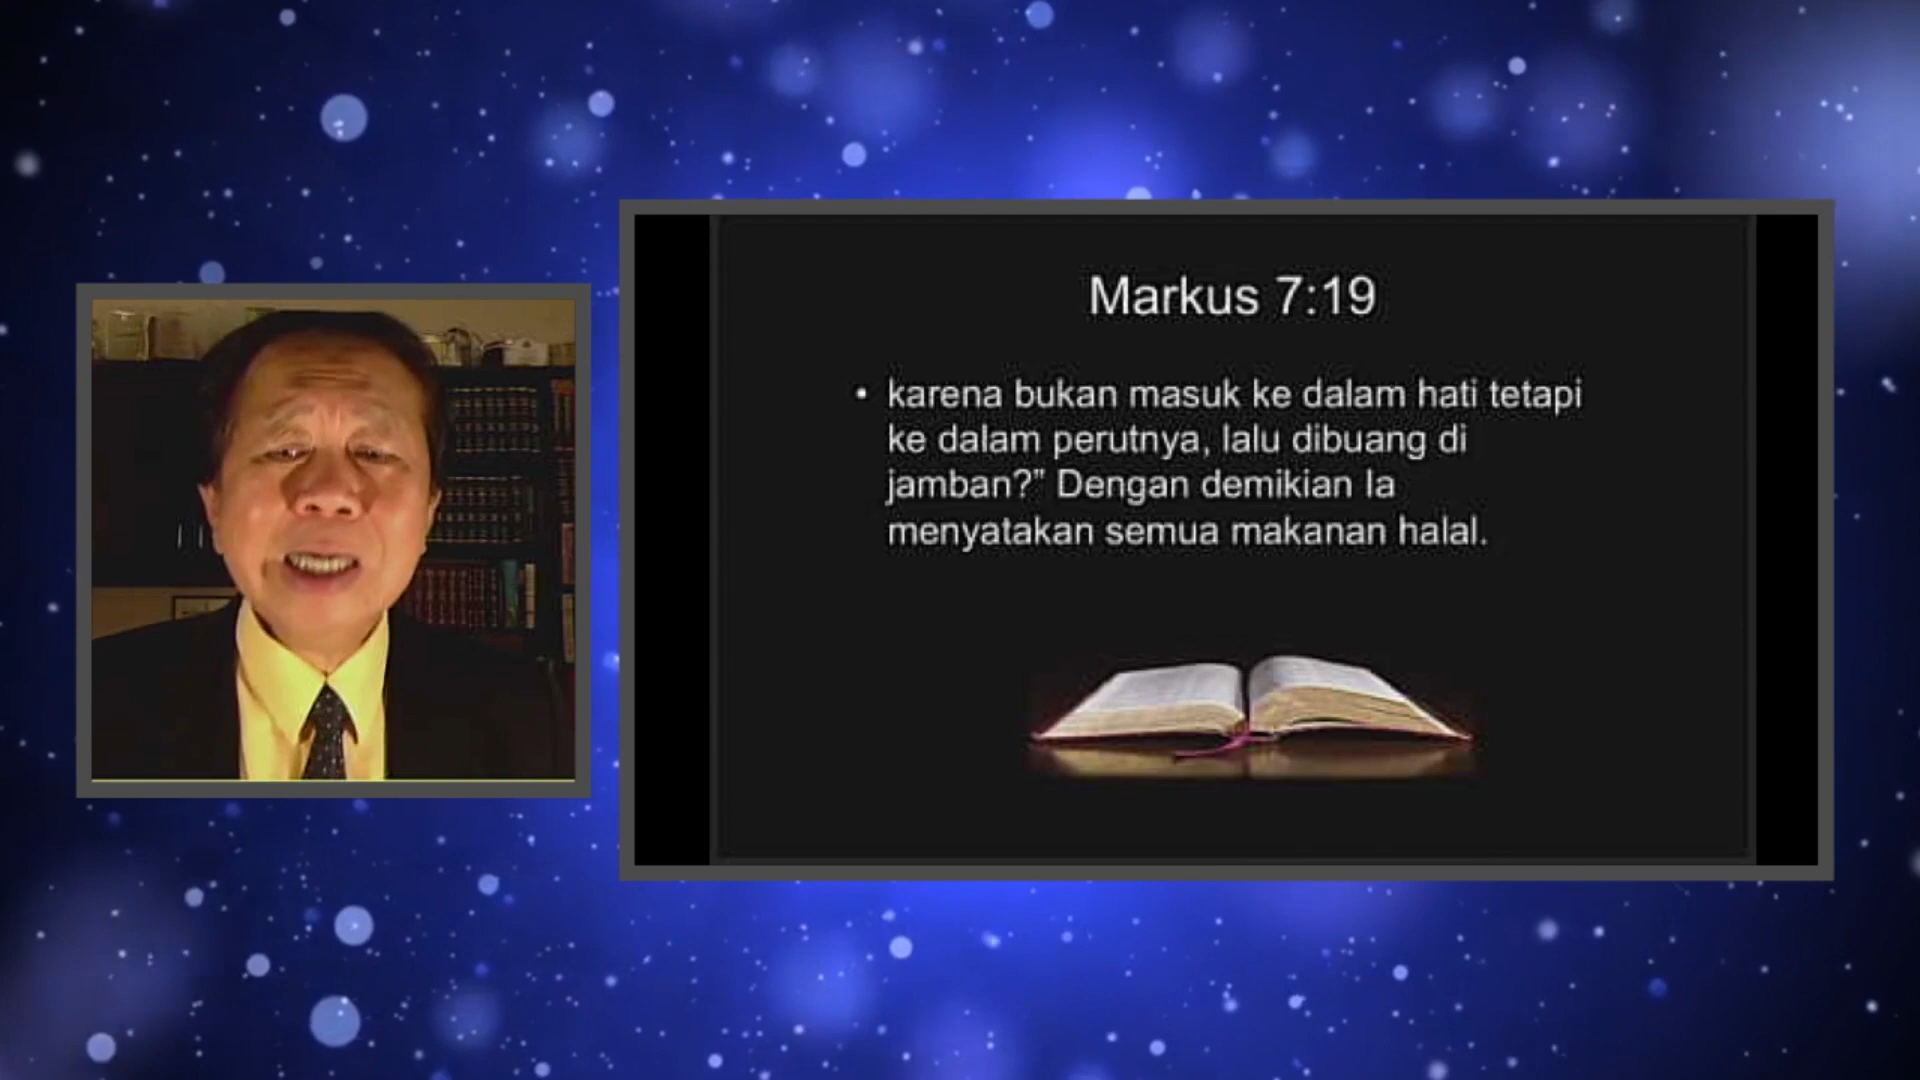 Markus 7:19
• karena bukan masuk ke dalam hati tetapi
ke dalam perutnya, lalu dibuang di
jamban?” Dengan demikian Ia
menyatakan semua makanan halal.